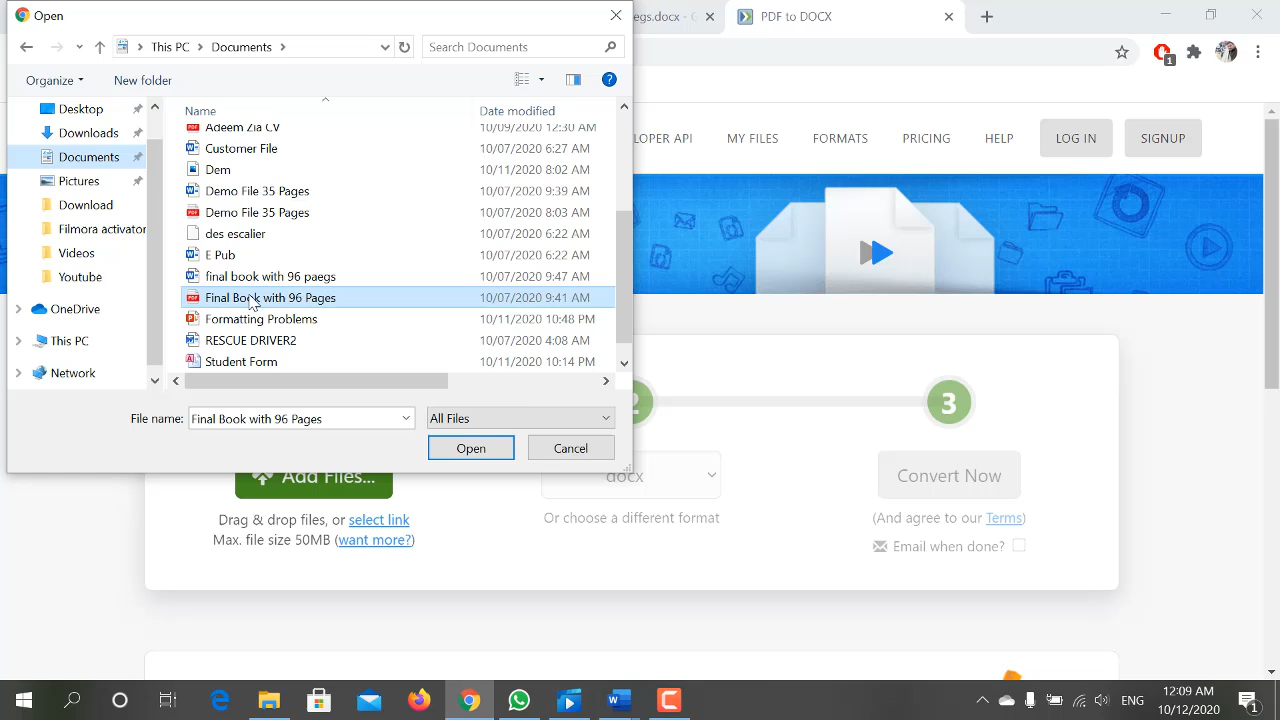 Open
egs.docx - G
PDF to DOCX
This PC
Documents
Search Documents
1
Organize
New folder
?
Name
Date modified
Desktop
Downloads
Documents
Pictures
Download
Filmora activator
Videos
Youtube
OneDrive
This PC
Network
Adeem Zia CV
10/09/2020 12:30 AM
Customer File
10/07/2020 6:27 AM
Dem
10/11/2020 8:02 AM
Demo File 35 Pages
10/07/2020 9:39 AM
Demo File 35 Pages
10/07/2020 8:03 AM
des escalier
10/07/2020 6:22 AM
E Pub
10/07/2020 6:22 AM
final book with 96 paegs
10/07/2020 9:47 AM
Final Book with 96 Pages
10/07/2020 9:41 AM
Formatting Problems
10/11/2020 10:48 PM
RESCUE DRIVER2
10/07/2020 4:08 AM
Student Form
10/11/2020 10:14 PM
File name:
Final Book with 96 Pages
All Files
Open
Cancel
LOPER API
MY FILES
FORMATS
PRICING
HELP
LOG IN
SIGNUP
2
3
Add Files...
docx
Convert Now
Drag & drop files, or select link
Max. file size 50MB (want more?)
Or choose a different format
(And agree to our Terms)
Email when done?
ENG
12:09 AM
10/12/2020
1